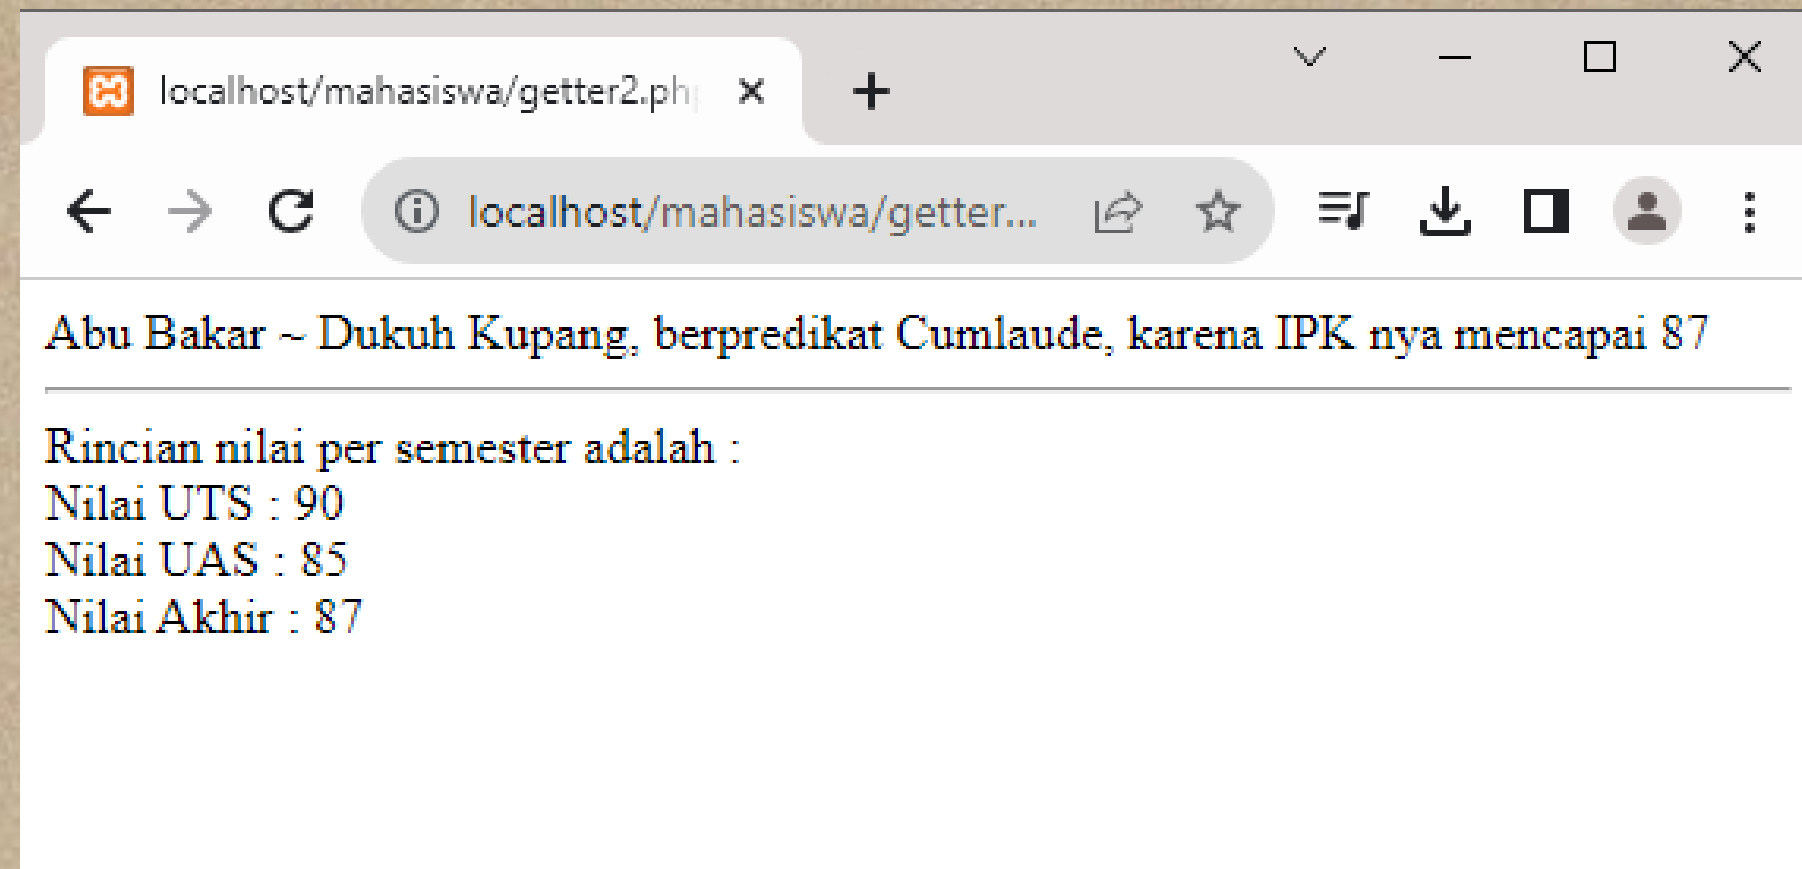 localhost/mahasiswa/getter2.php
localhost/mahasiswa/getter...
Abu Bakar ~ Dukuh Kupang, berpredikat Cumlaude, karena IPK nya mencapai 87
Rincian nilai per semester adalah :
Nilai UTS : 90
Nilai UAS : 85
Nilai Akhir : 87